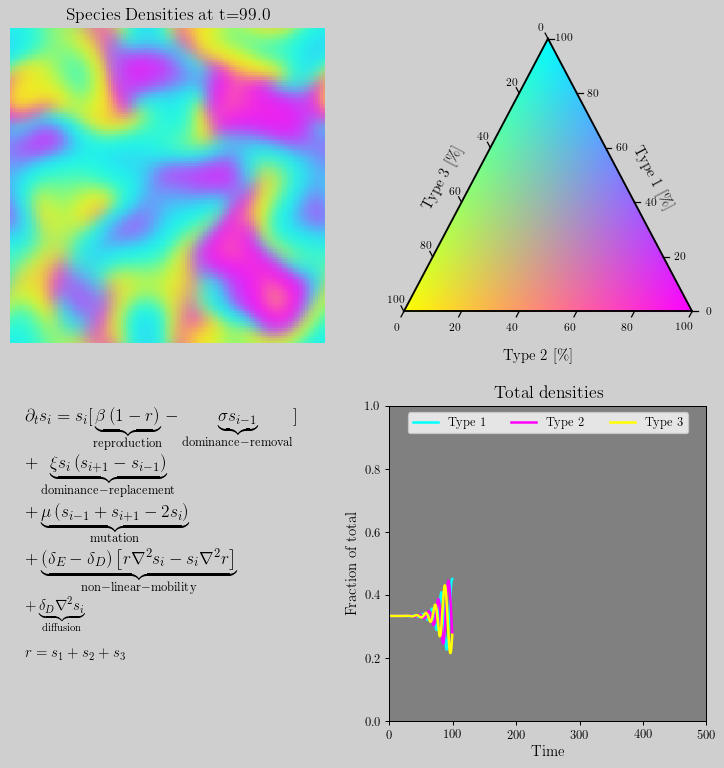 Species Densities at t=99.0
0
100
20
80
Type 3 [%]
Type 1 [%]
40
60
60
40
80
20
100
0
0
20
40
60
80
100
Type 2 [%]
∂ₜsᵢ = sᵢ[ β (1 − r) − σsᵢ₋₁ ]
reproduction dominance−removal
+ ξsᵢ (sᵢ₊₁ − sᵢ₋₁)
dominance−replacement
+ μ (sᵢ₋₁ + sᵢ₊₁ − 2sᵢ)
mutation
+ (δ_E − δ_D) [r∇²sᵢ − sᵢ∇²r]
non−linear−mobility
+ δ_D∇²sᵢ
diffusion
r = s₁ + s₂ + s₃
Total densities
Type 1 Type 2 Type 3
Fraction of total
1.0
0.8
0.6
0.4
0.2
0.0
0 100 200 300 400 500
Time